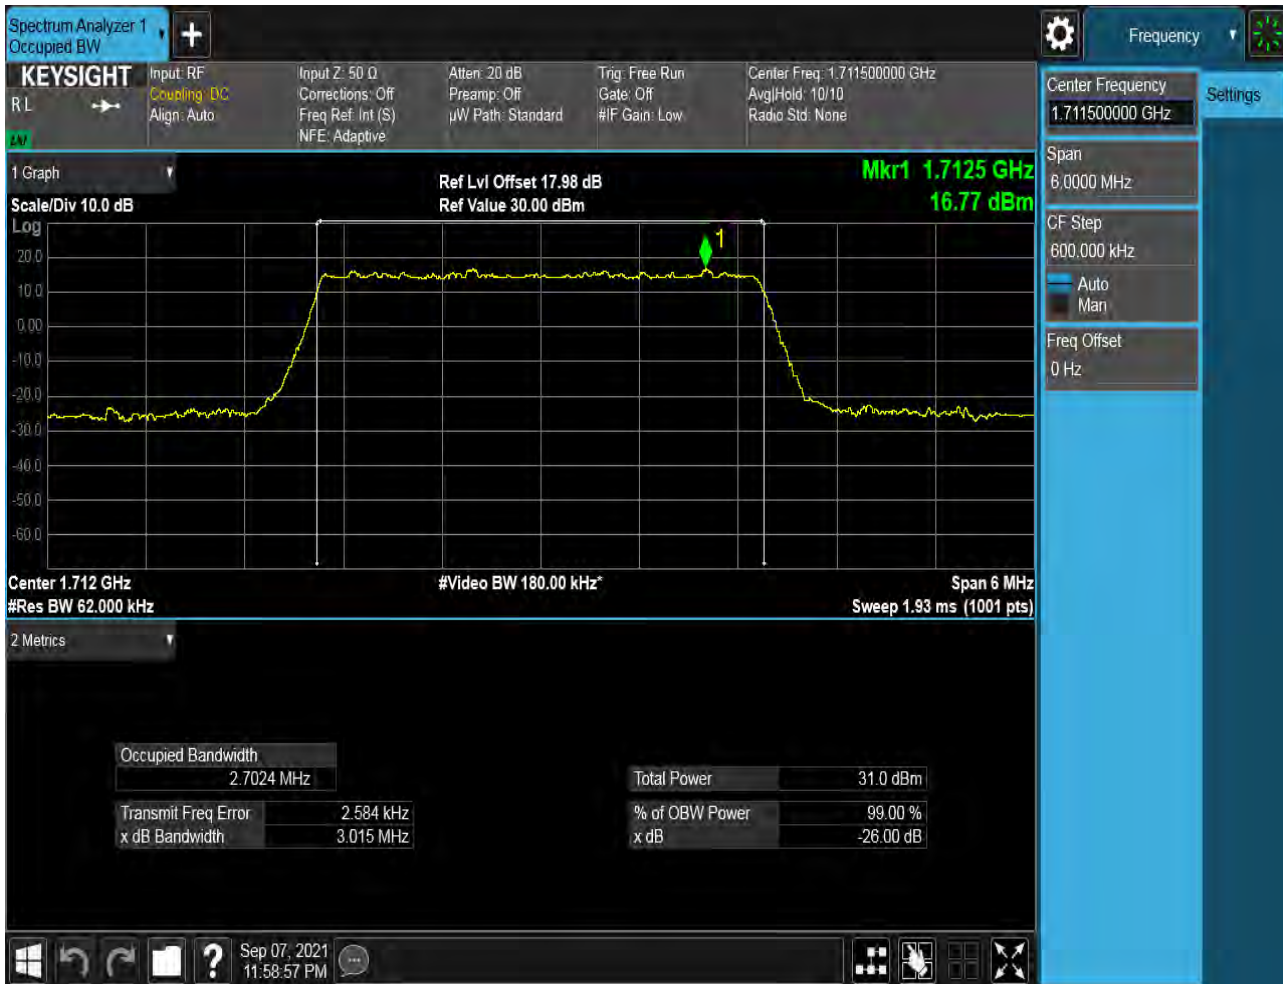 Spectrum Analyzer 1
Occupied BW
Frequency
KEYSIGHT
R L
Input: RF
Coupling: DC
Align: Auto
Input Z: 50 Ω
Corrections: Off
Freq Ref: Int (S)
NFE: Adaptive
Atten: 20 dB
Preamp: Off
µW Path: Standard
Trig: Free Run
Gate: Off
#IF Gain: Low
Center Freq: 1.711500000 GHz
Avg|Hold: 10/10
Radio Std: None
Center Frequency
1.711500000 GHz
Settings
Span
6.0000 MHz
CF Step
600.000 kHz
Auto
Man
Freq Offset
0 Hz
1 Graph
Scale/Div 10.0 dB
Ref Lvl Offset 17.98 dB
Ref Value 30.00 dBm
Mkr1 1.7125 GHz
16.77 dBm
Log
1
20.0
10.0
0.00
-10.0
-20.0
-30.0
-40.0
-50.0
-60.0
Center 1.712 GHz
#Video BW 180.00 kHz*
Span 6 MHz
#Res BW 62.000 kHz
Sweep 1.93 ms (1001 pts)
2 Metrics
Occupied Bandwidth
2.7024 MHz
Transmit Freq Error 2.584 kHz
x dB Bandwidth 3.015 MHz
Total Power 31.0 dBm
% of OBW Power 99.00 %
x dB -26.00 dB
?
Sep 07, 2021
11:58:57 PM